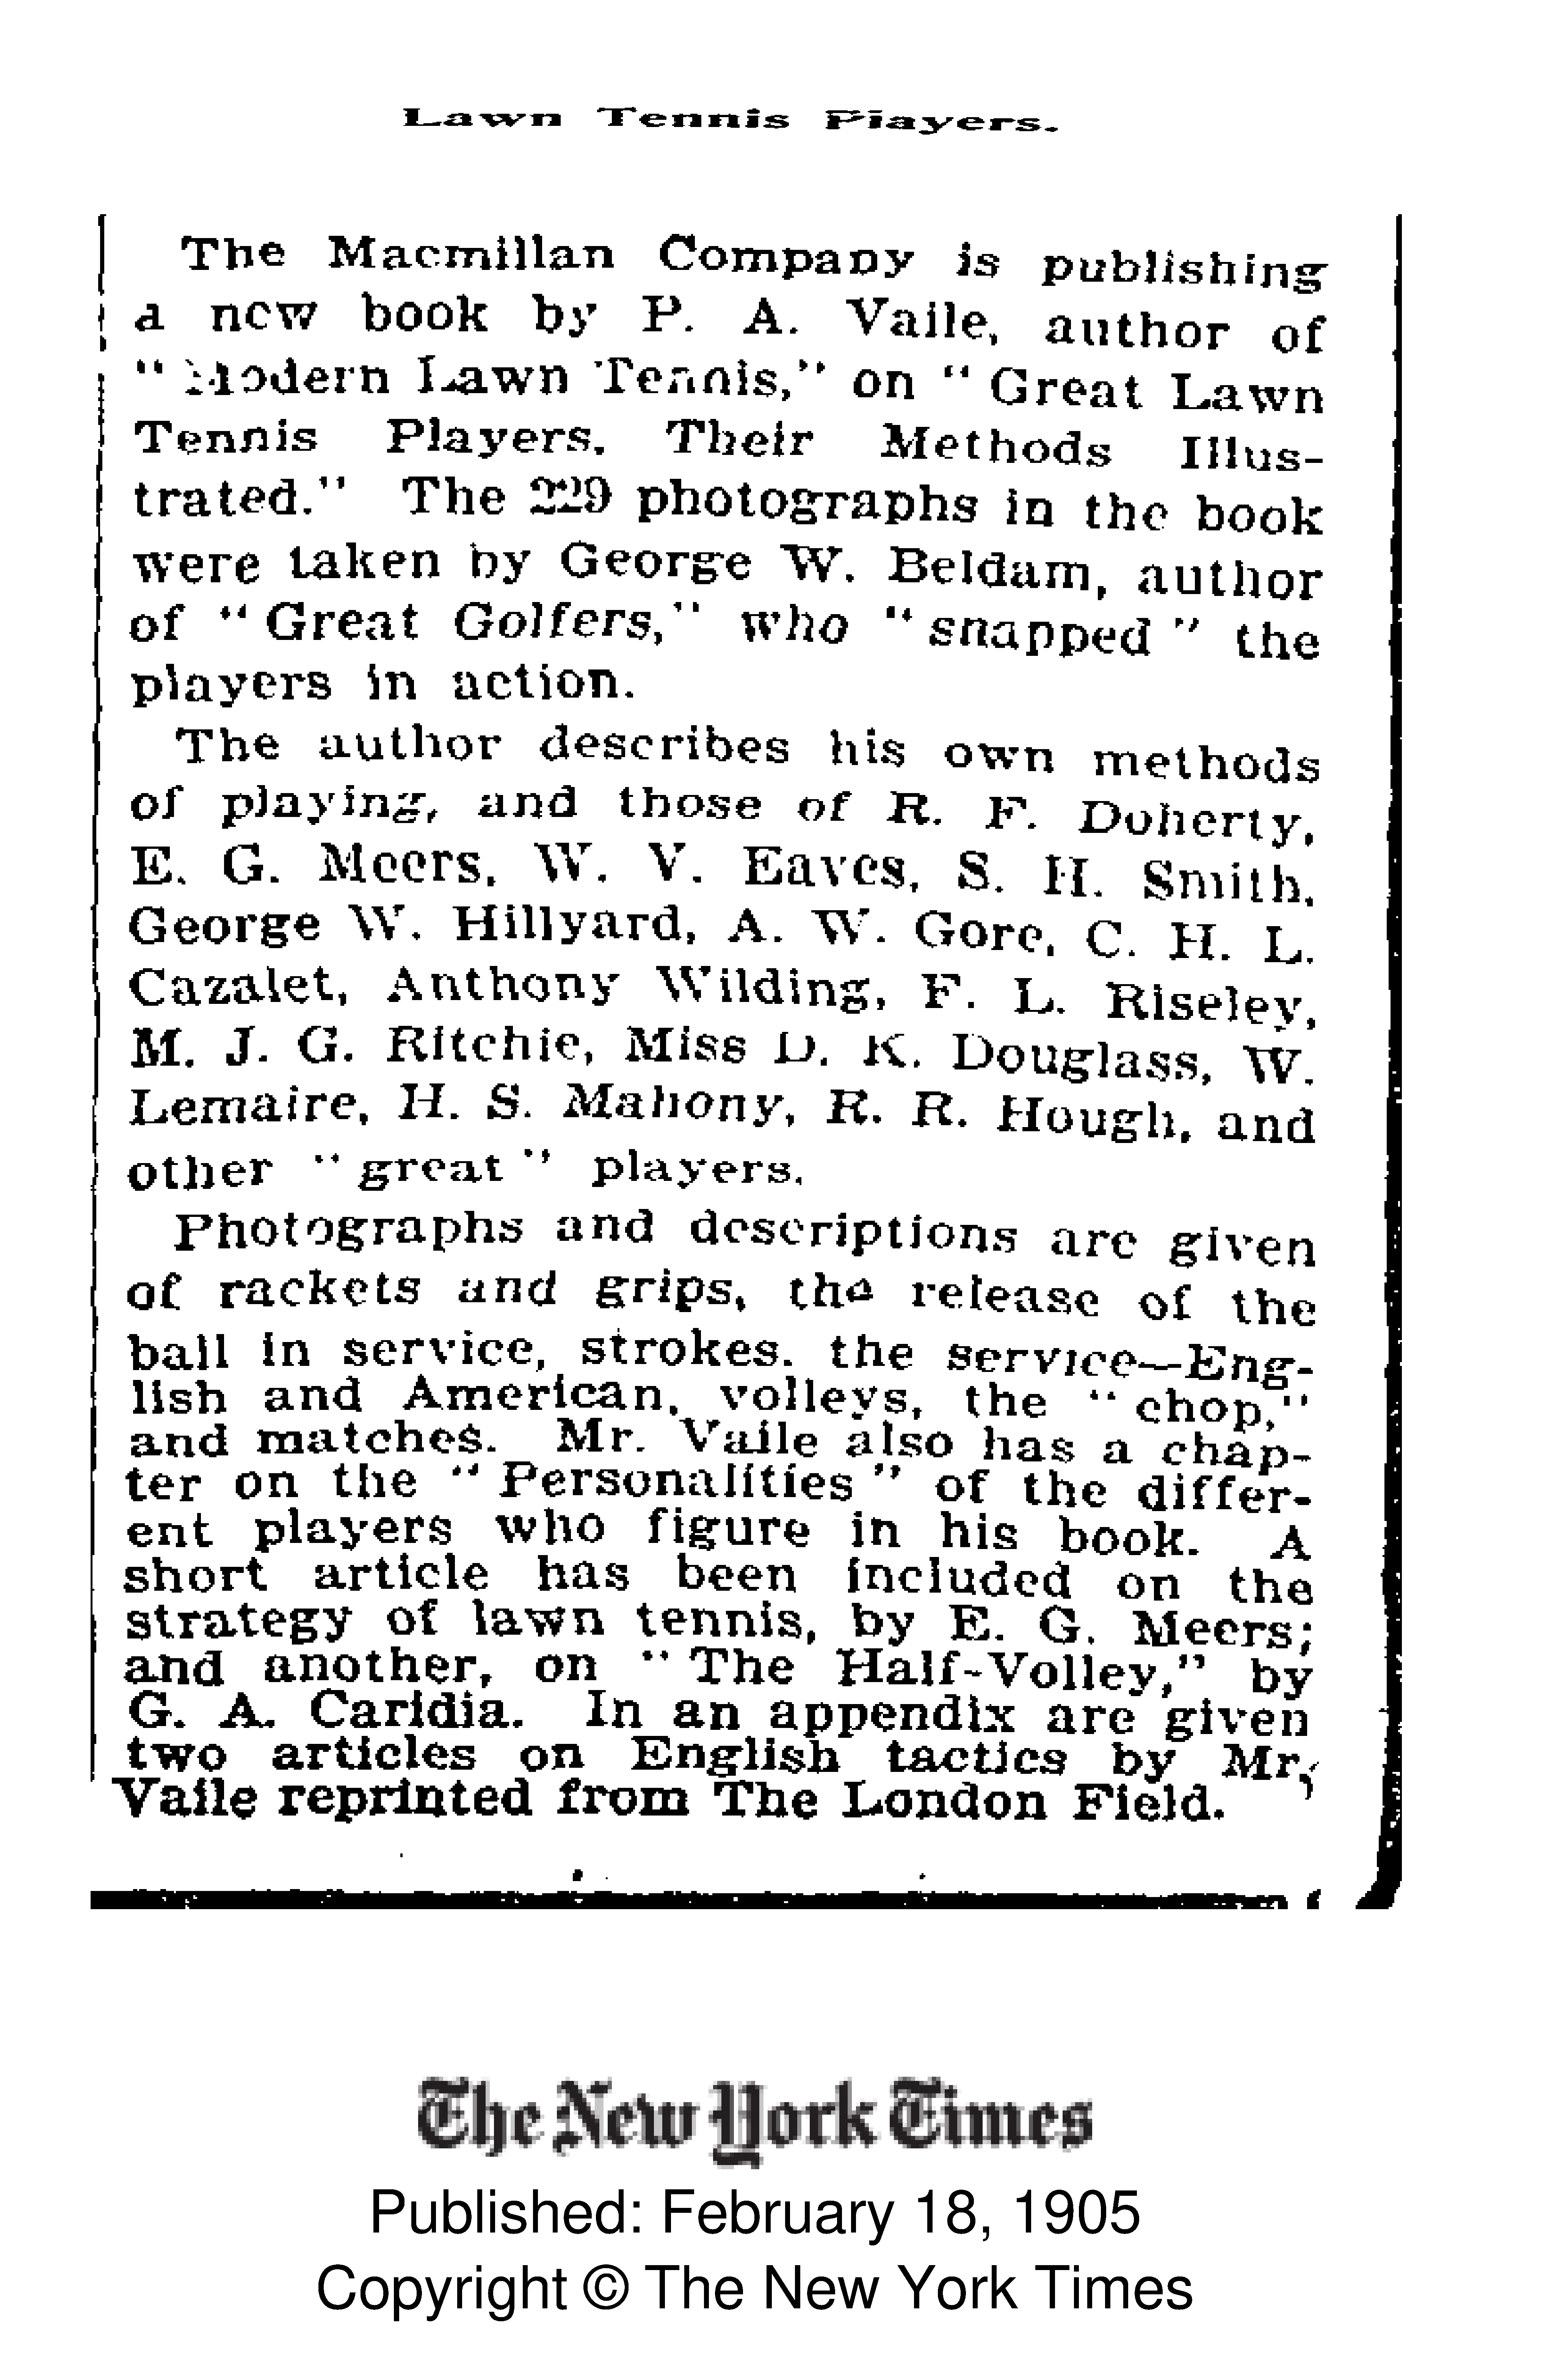 Lawn Tennis Players.
The Macmillan Company is publishing
a new book by P. A. Vaile, author of
"Modern Lawn Tennis," on "Great Lawn
Tennis Players, Their Methods Illus-
trated." The 229 photographs in the book
were taken by George W. Beldam, author
of "Great Golfers," who "snapped" the
players in action.
The author describes his own methods
of playing, and those of R. F. Doherty,
E. G. Meers, W. V. Eaves, S. H. Smith,
George W. Hillyard, A. W. Gore, C. H. L.
Cazalet, Anthony Wilding, F. L. Riseley,
M. J. G. Ritchie, Miss D. K. Douglass, W.
Lemaire, H. S. Mahony, R. R. Hough, and
other "great" players.
Photographs and descriptions are given
of rackets and grips, the release of the
ball in service, strokes, the service—Eng-
lish and American, volleys, the "chop,"
and matches. Mr. Vaile also has a chap-
ter on the "Personalities" of the differ-
ent players who figure in his book. A
short article has been included on the
strategy of lawn tennis, by E. G. Meers;
and another, on "The Half-Volley," by
G. A. Caridia. In an appendix are given
two articles on English tactics by Mr.
Vaile reprinted from The London Field.
The New York Times
Published: February 18, 1905
Copyright © The New York Times